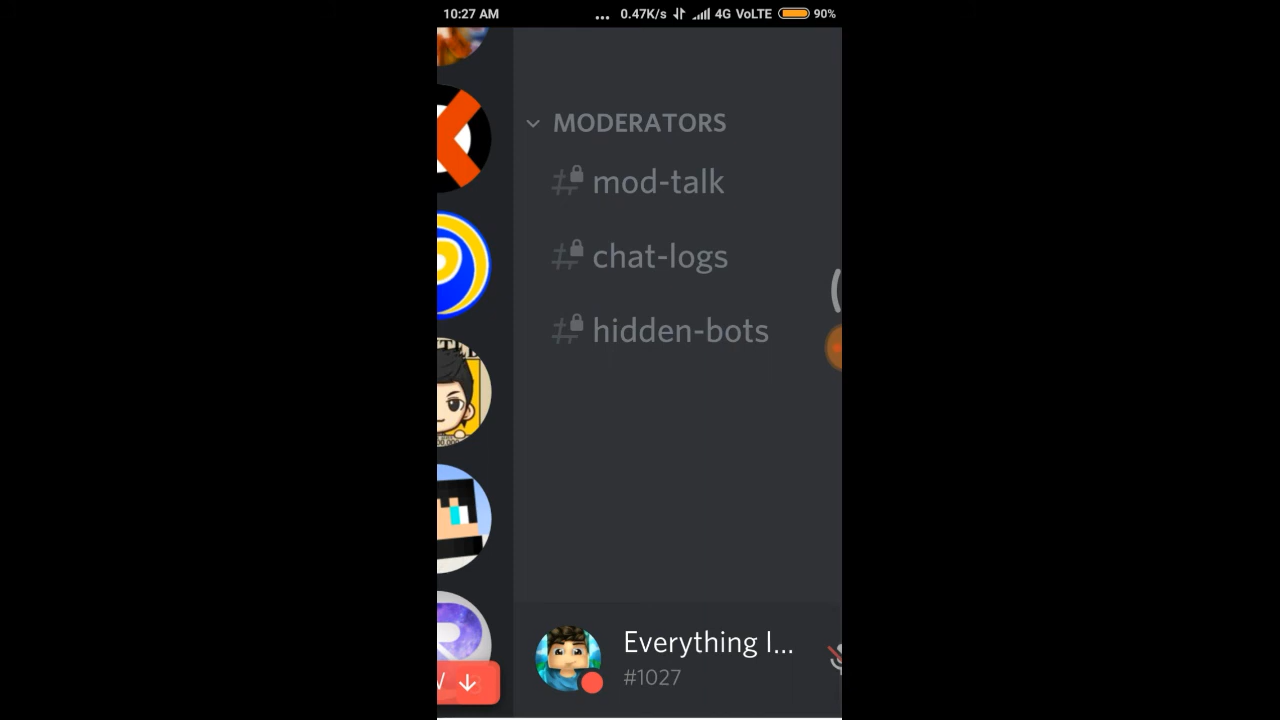 10:27 AM ... 0.47K/s 4G VoLTE 90%
MODERATORS
mod-talk
chat-logs
hidden-bots
Everything l...
#1027